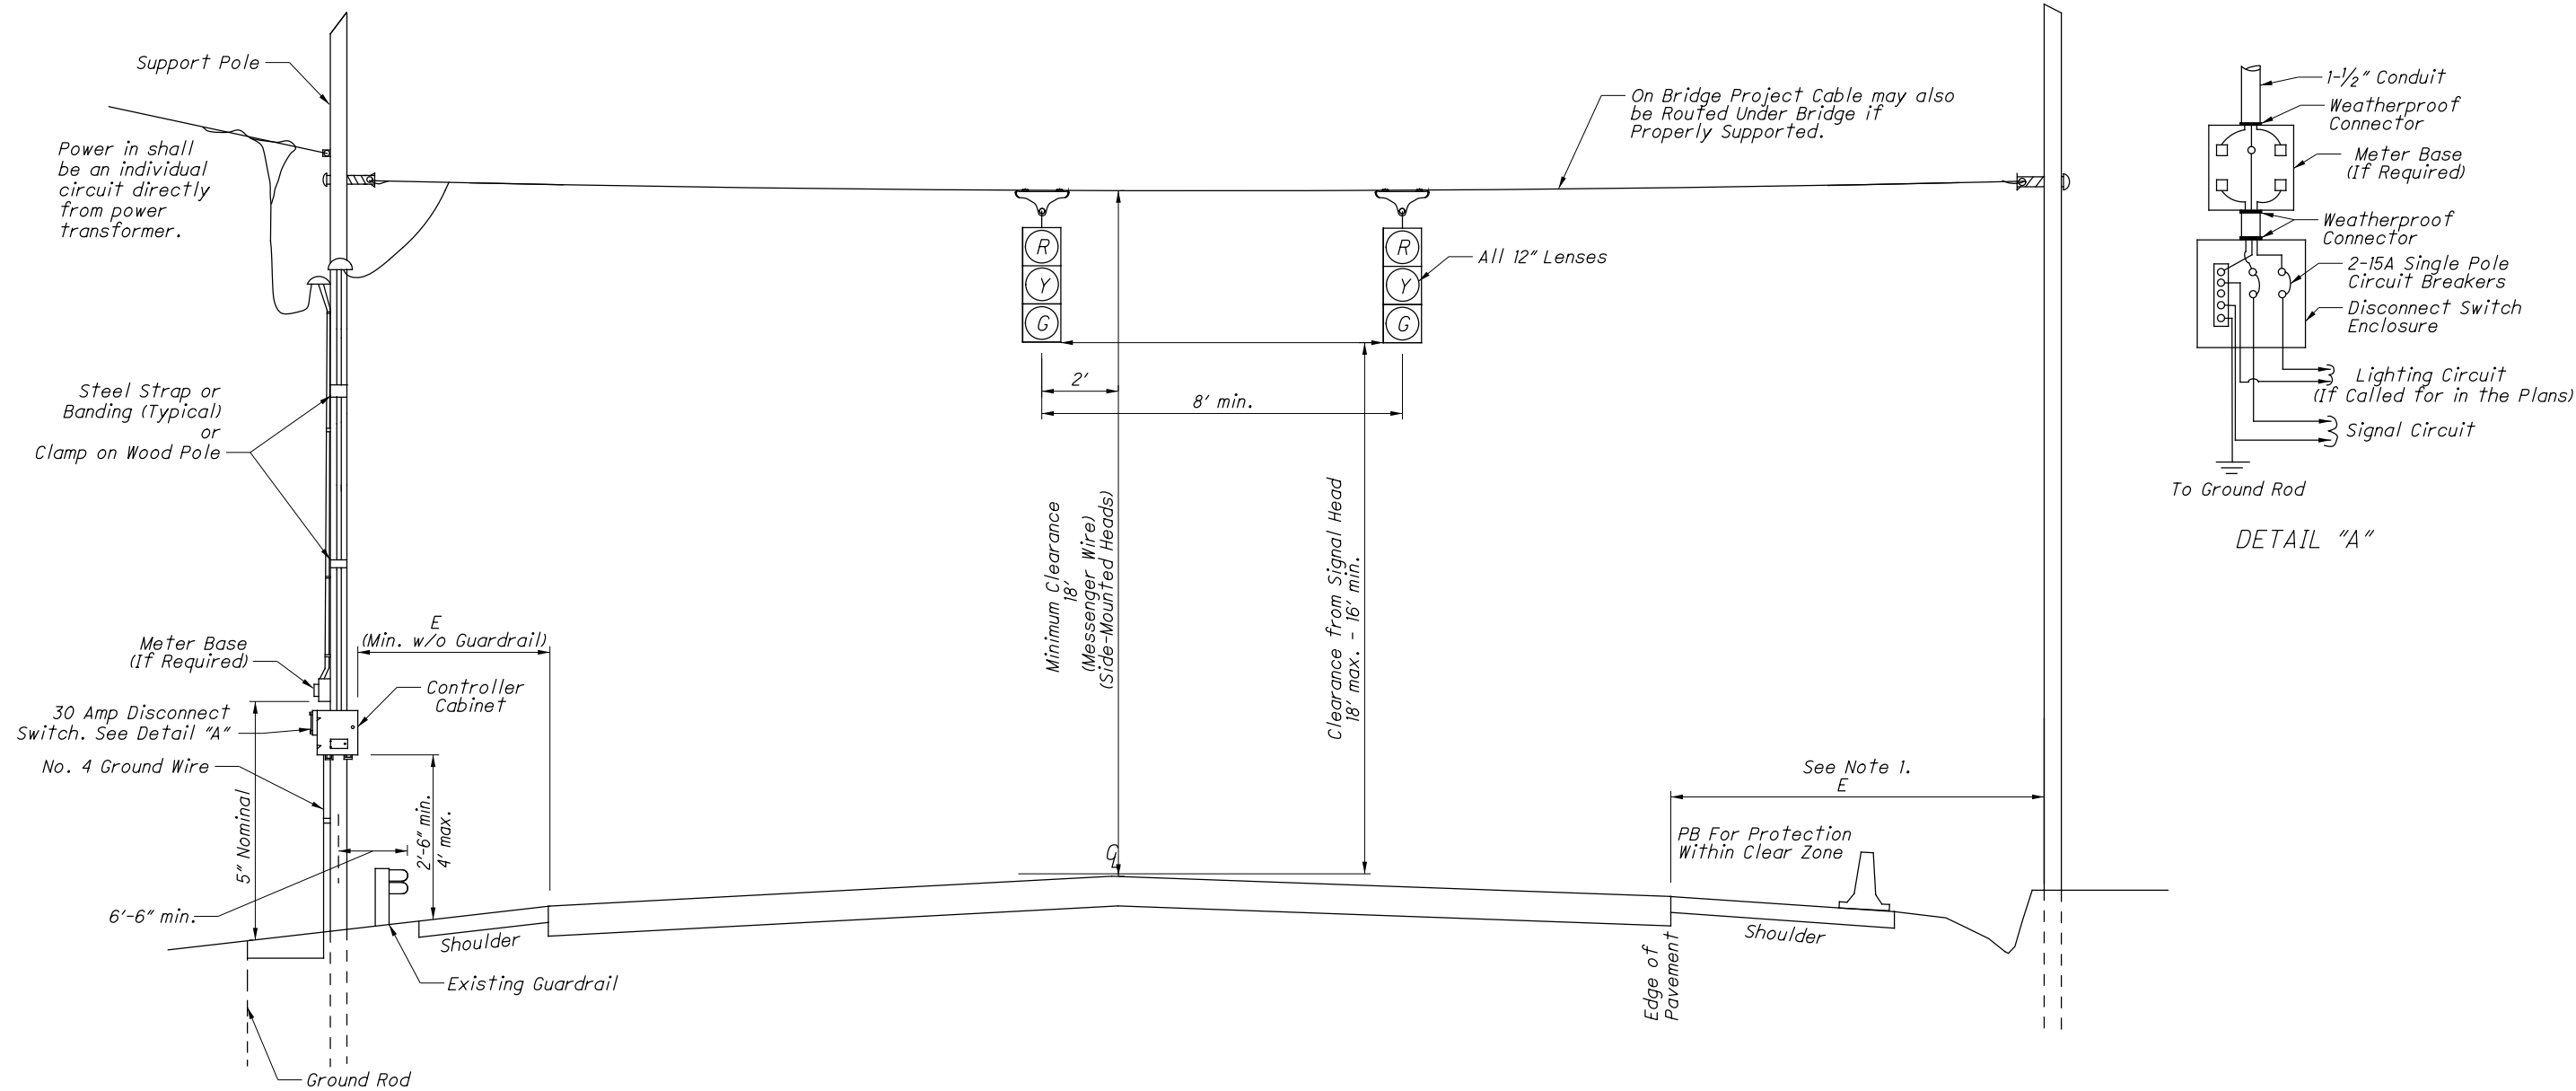 Support Pole
Power in shall
be an individual
circuit directly
from power
transformer.
On Bridge Project Cable may also
be Routed Under Bridge if
Properly Supported.
R
Y
G
R
Y
G
All 12" Lenses
2'
8' min.
Steel Strap or
Banding (Typical)
or
Clamp on Wood Pole
Minimum Clearance
18'
(Messenger Wire)
(Side-Mounted Heads)
Clearance from Signal Head
18' max. - 16' min.
E
(Min. w/o Guardrail)
Meter Base
(If Required)
Controller
Cabinet
30 Amp Disconnect
Switch. See Detail "A"
No. 4 Ground Wire
5" Nominal
2'-6" min.
4' max.
6'-6" min.
Shoulder
Existing Guardrail
Ground Rod
CL
See Note 1.
E
PB For Protection
Within Clear Zone
Edge of
Pavement
Shoulder
1-1/2" Conduit
Weatherproof
Connector
Meter Base
(If Required)
Weatherproof
Connector
2-15A Single Pole
Circuit Breakers
Disconnect Switch
Enclosure
Lighting Circuit
(If Called for in the Plans)
Signal Circuit
To Ground Rod
DETAIL "A"